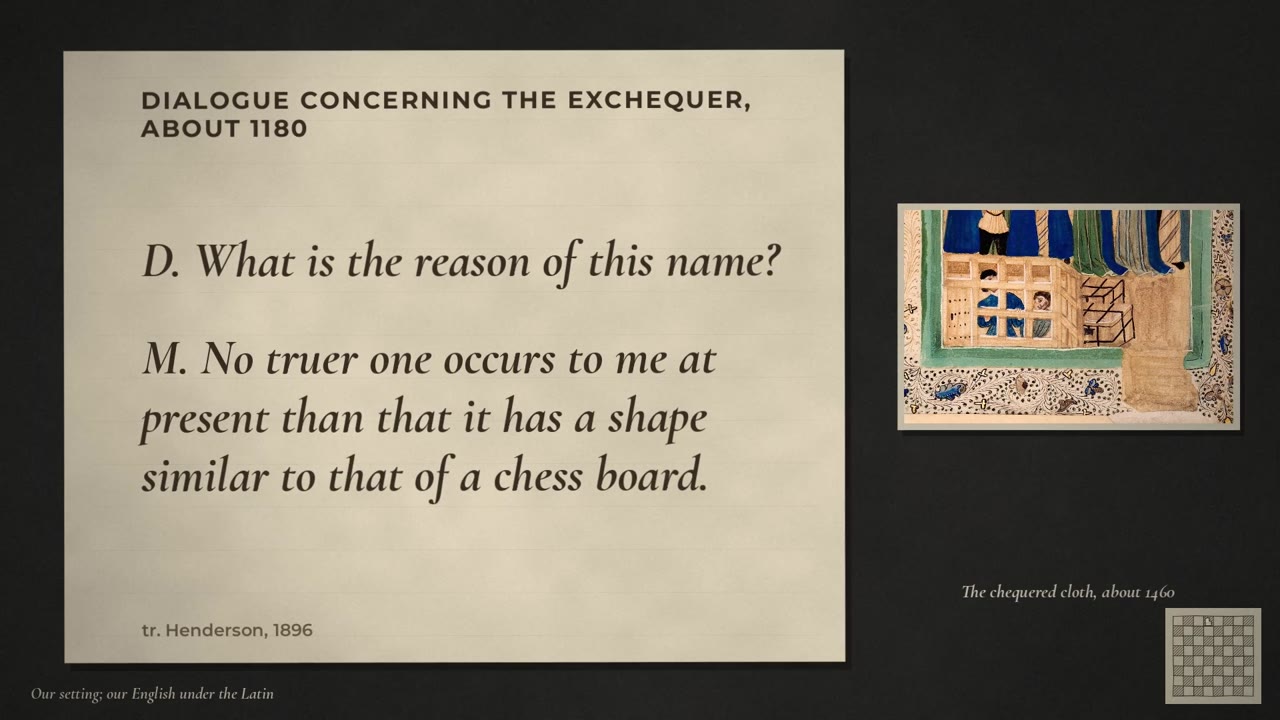 DIALOGUE CONCERNING THE EXCHEQUER,
ABOUT 1180
D. What is the reason of this name?
M. No truer one occurs to me at
present than that it has a shape
similar to that of a chess board.
tr. Henderson, 1896
The chequered cloth, about 1460
Our setting; our English under the Latin